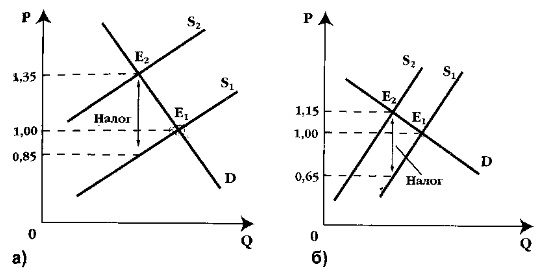 P
S2
E2
S1
1,35
Налог
E1
1,00
0,85
D
0
Q
а)
P
S2
S1
E2
1,15
E1
1,00
0,65
Налог
D
0
Q
б)